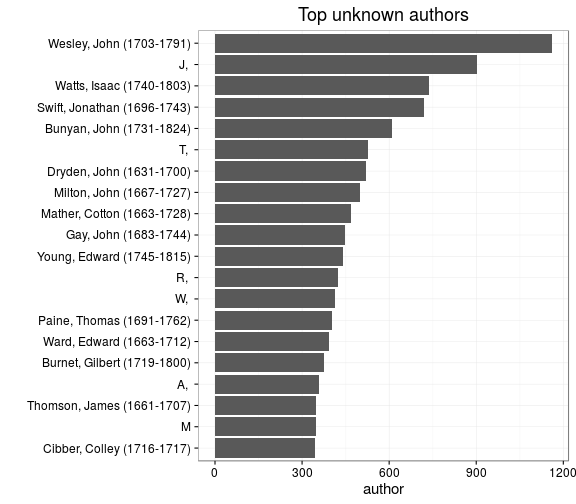 Top unknown authors
Wesley, John (1703-1791)
J,
Watts, Isaac (1740-1803)
Swift, Jonathan (1696-1743)
Bunyan, John (1731-1824)
T,
Dryden, John (1631-1700)
Milton, John (1667-1727)
Mather, Cotton (1663-1728)
Gay, John (1683-1744)
Young, Edward (1745-1815)
R,
W,
Paine, Thomas (1691-1762)
Ward, Edward (1663-1712)
Burnet, Gilbert (1719-1800)
A,
Thomson, James (1661-1707)
M
Cibber, Colley (1716-1717)
0 300 600 900 1200
author